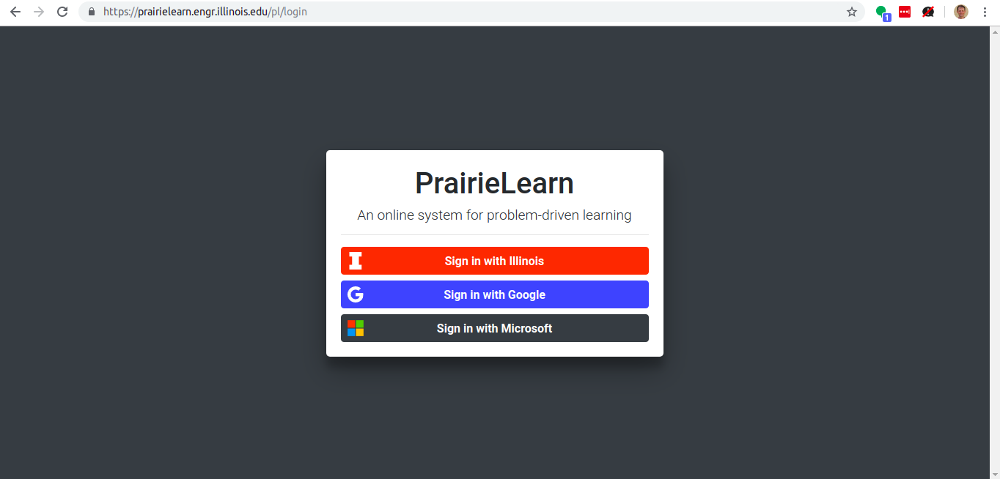 https://prairielearn.engr.illinois.edu/pl/login
1
PrairieLearn
An online system for problem-driven learning
Sign in with Illinois
Sign in with Google
Sign in with Microsoft